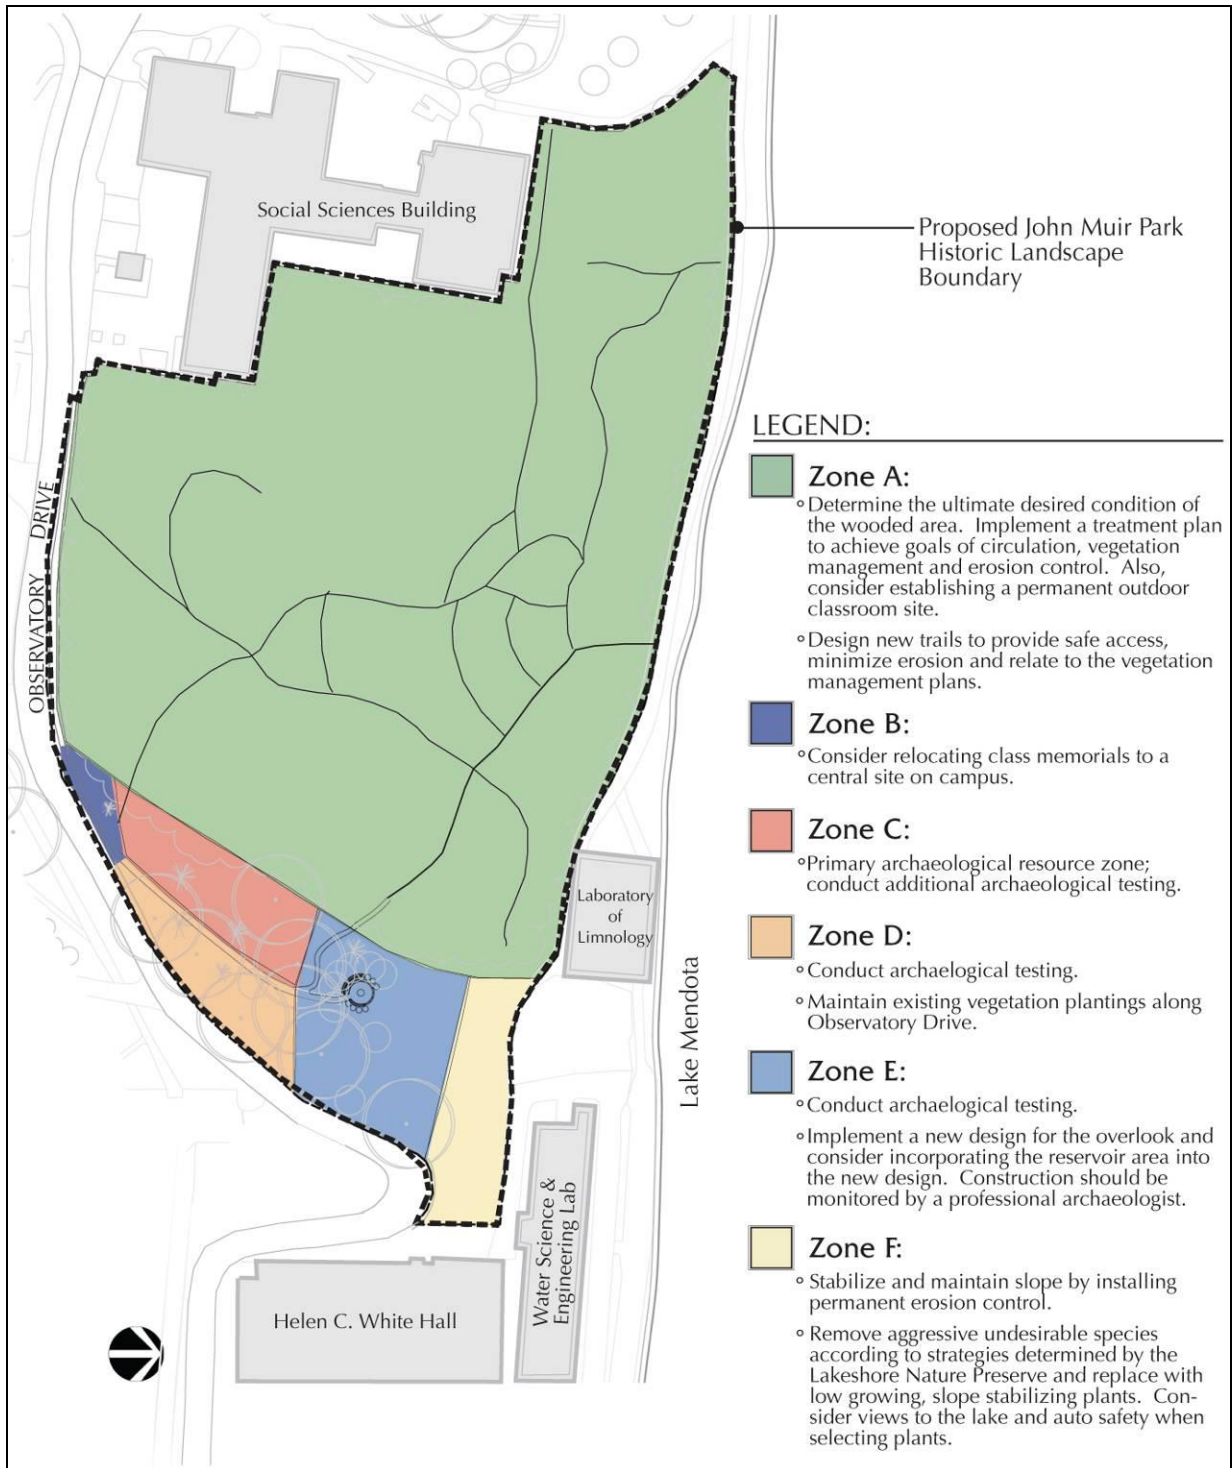 Social Sciences Building
Proposed John Muir Park
Historic Landscape
Boundary
OBSERVATORY DRIVE
LEGEND:
Zone A:
° Determine the ultimate desired condition of
the wooded area. Implement a treatment plan
to achieve goals of circulation, vegetation
management and erosion control. Also,
consider establishing a permanent outdoor
classroom site.
° Design new trails to provide safe access,
minimize erosion and relate to the vegetation
management plans.
Zone B:
° Consider relocating class memorials to a
central site on campus.
Zone C:
° Primary archaeological resource zone;
conduct additional archaeological testing.
Zone D:
° Conduct archaelogical testing.
° Maintain existing vegetation plantings along
Observatory Drive.
Zone E:
° Conduct archaelogical testing.
° Implement a new design for the overlook and
consider incorporating the reservoir area into
the new design. Construction should be
monitored by a professional archaeologist.
Zone F:
° Stabilize and maintain slope by installing
permanent erosion control.
° Remove aggressive undesirable species
according to strategies determined by the
Lakeshore Nature Preserve and replace with
low growing, slope stabilizing plants. Con-
sider views to the lake and auto safety when
selecting plants.
Laboratory
of
Limnology
Lake Mendota
Water Science &
Engineering Lab
Helen C. White Hall